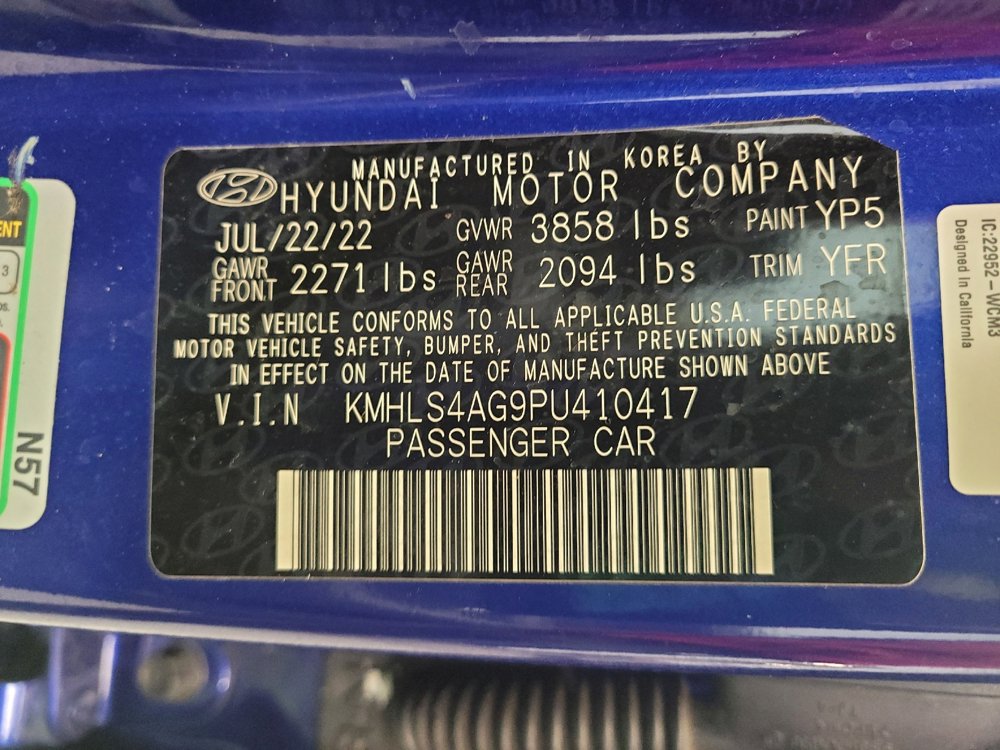 MANUFACTURED IN KOREA BY
HYUNDAI MOTOR COMPANY
JUL/22/22 GVWR 3858 lbs PAINT YP5
GAWR FRONT 2271 lbs GAWR REAR 2094 lbs TRIM YFR
THIS VEHICLE CONFORMS TO ALL APPLICABLE U.S.A. FEDERAL
MOTOR VEHICLE SAFETY, BUMPER, AND THEFT PREVENTION STANDARDS
IN EFFECT ON THE DATE OF MANUFACTURE SHOWN ABOVE
V.I.N KMHLS4AG9PU410417
PASSENGER CAR
N57
3
IC:22952-WCM3
Designed in California